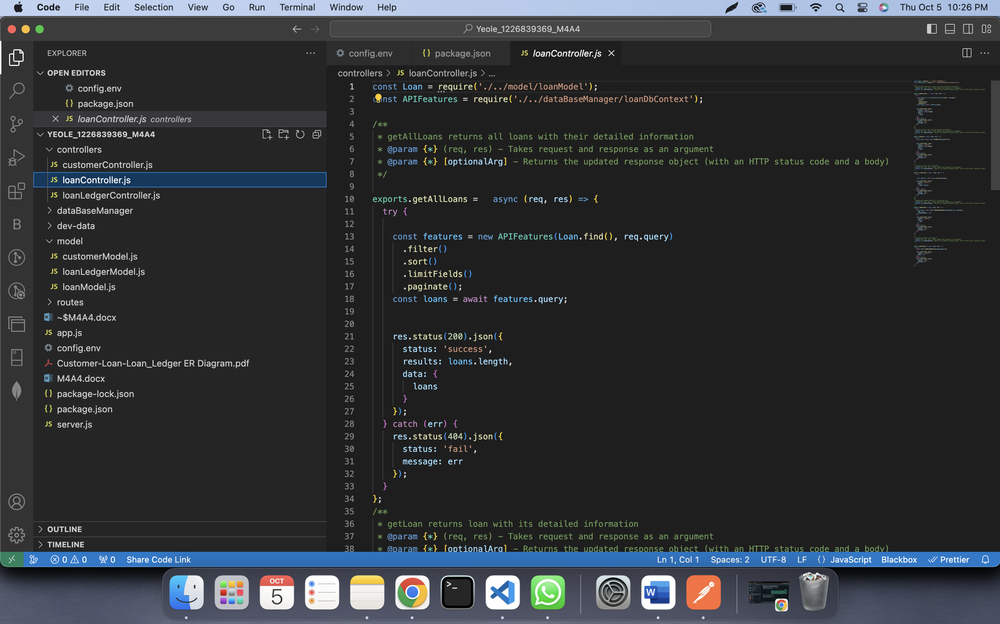 Code File Edit Selection View Go Run Terminal Window Help Thu Oct 5 10:26 PM
Yeole_1226839369_M4A4
EXPLORER
OPEN EDITORS
config.env
package.json
loanController.js controllers
YEOLE_1226839369_M4A4
controllers
JS customerController.js
JS loanController.js
JS loanLedgerController.js
dataBaseManager
dev-data
model
JS customerModel.js
JS loanLedgerModel.js
JS loanModel.js
routes
~$M4A4.docx
JS app.js
config.env
Customer-Loan-Loan_Ledger ER Diagram.pdf
M4A4.docx
{} package-lock.json
{} package.json
JS server.js
OUTLINE
TIMELINE
config.env {} package.json JS loanController.js
controllers > JS loanController.js > ...
1 const Loan = require('./../model/loanModel');
2 const APIFeatures = require('./../dataBaseManager/loanDbContext');
3
4 /**
5 * getAllLoans returns all loans with their detailed information
6 * @param {*} (req, res) – Takes request and response as an argument
7 * @param {*} [optionalArg] – Returns the updated response object (with an HTTP status code and a body)
8 */
9
10 exports.getAllLoans =   async (req, res) => {
11 try {
12
13 const features = new APIFeatures(Loan.find(), req.query)
14 .filter()
15 .sort()
16 .limitFields()
17 .paginate();
18 const loans = await features.query;
19
20
21 res.status(200).json({
22 status: 'success',
23 results: loans.length,
24 data: {
25 loans
26 }
27 });
28 } catch (err) {
29 res.status(404).json({
30 status: 'fail',
31 message: err
32 });
33 }
34 };
35 /**
36 * getLoan returns loan with its detailed information
37 * @param {*} (req, res) – Takes request and response as an argument
38 * @param {*} [optionalArg] – Returns the updated response object (with an HTTP status code and a body)
0 0 0 Share Code Link Ln 1, Col 1 Spaces: 2 UTF-8 LF {} JavaScript Blackbox Prettier
OCT
5
>_
W